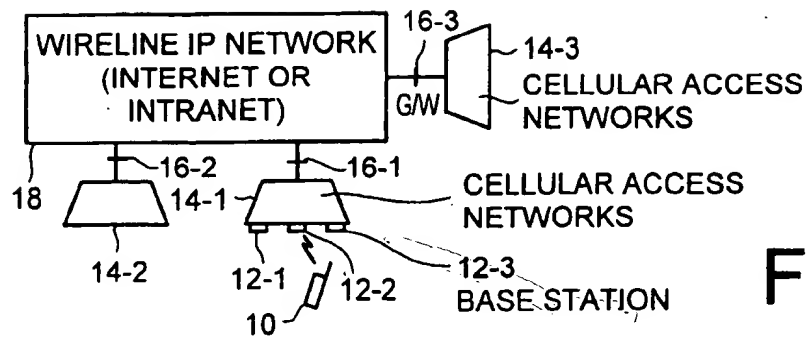 WIRELINE IP NETWORK
(INTERNET OR
INTRANET)
16-3
14-3
G/W
CELLULAR ACCESS
NETWORKS
18
16-2
14-1
16-1
CELLULAR ACCESS
NETWORKS
14-2
12-1
12-2
12-3
BASE STATION
10
F